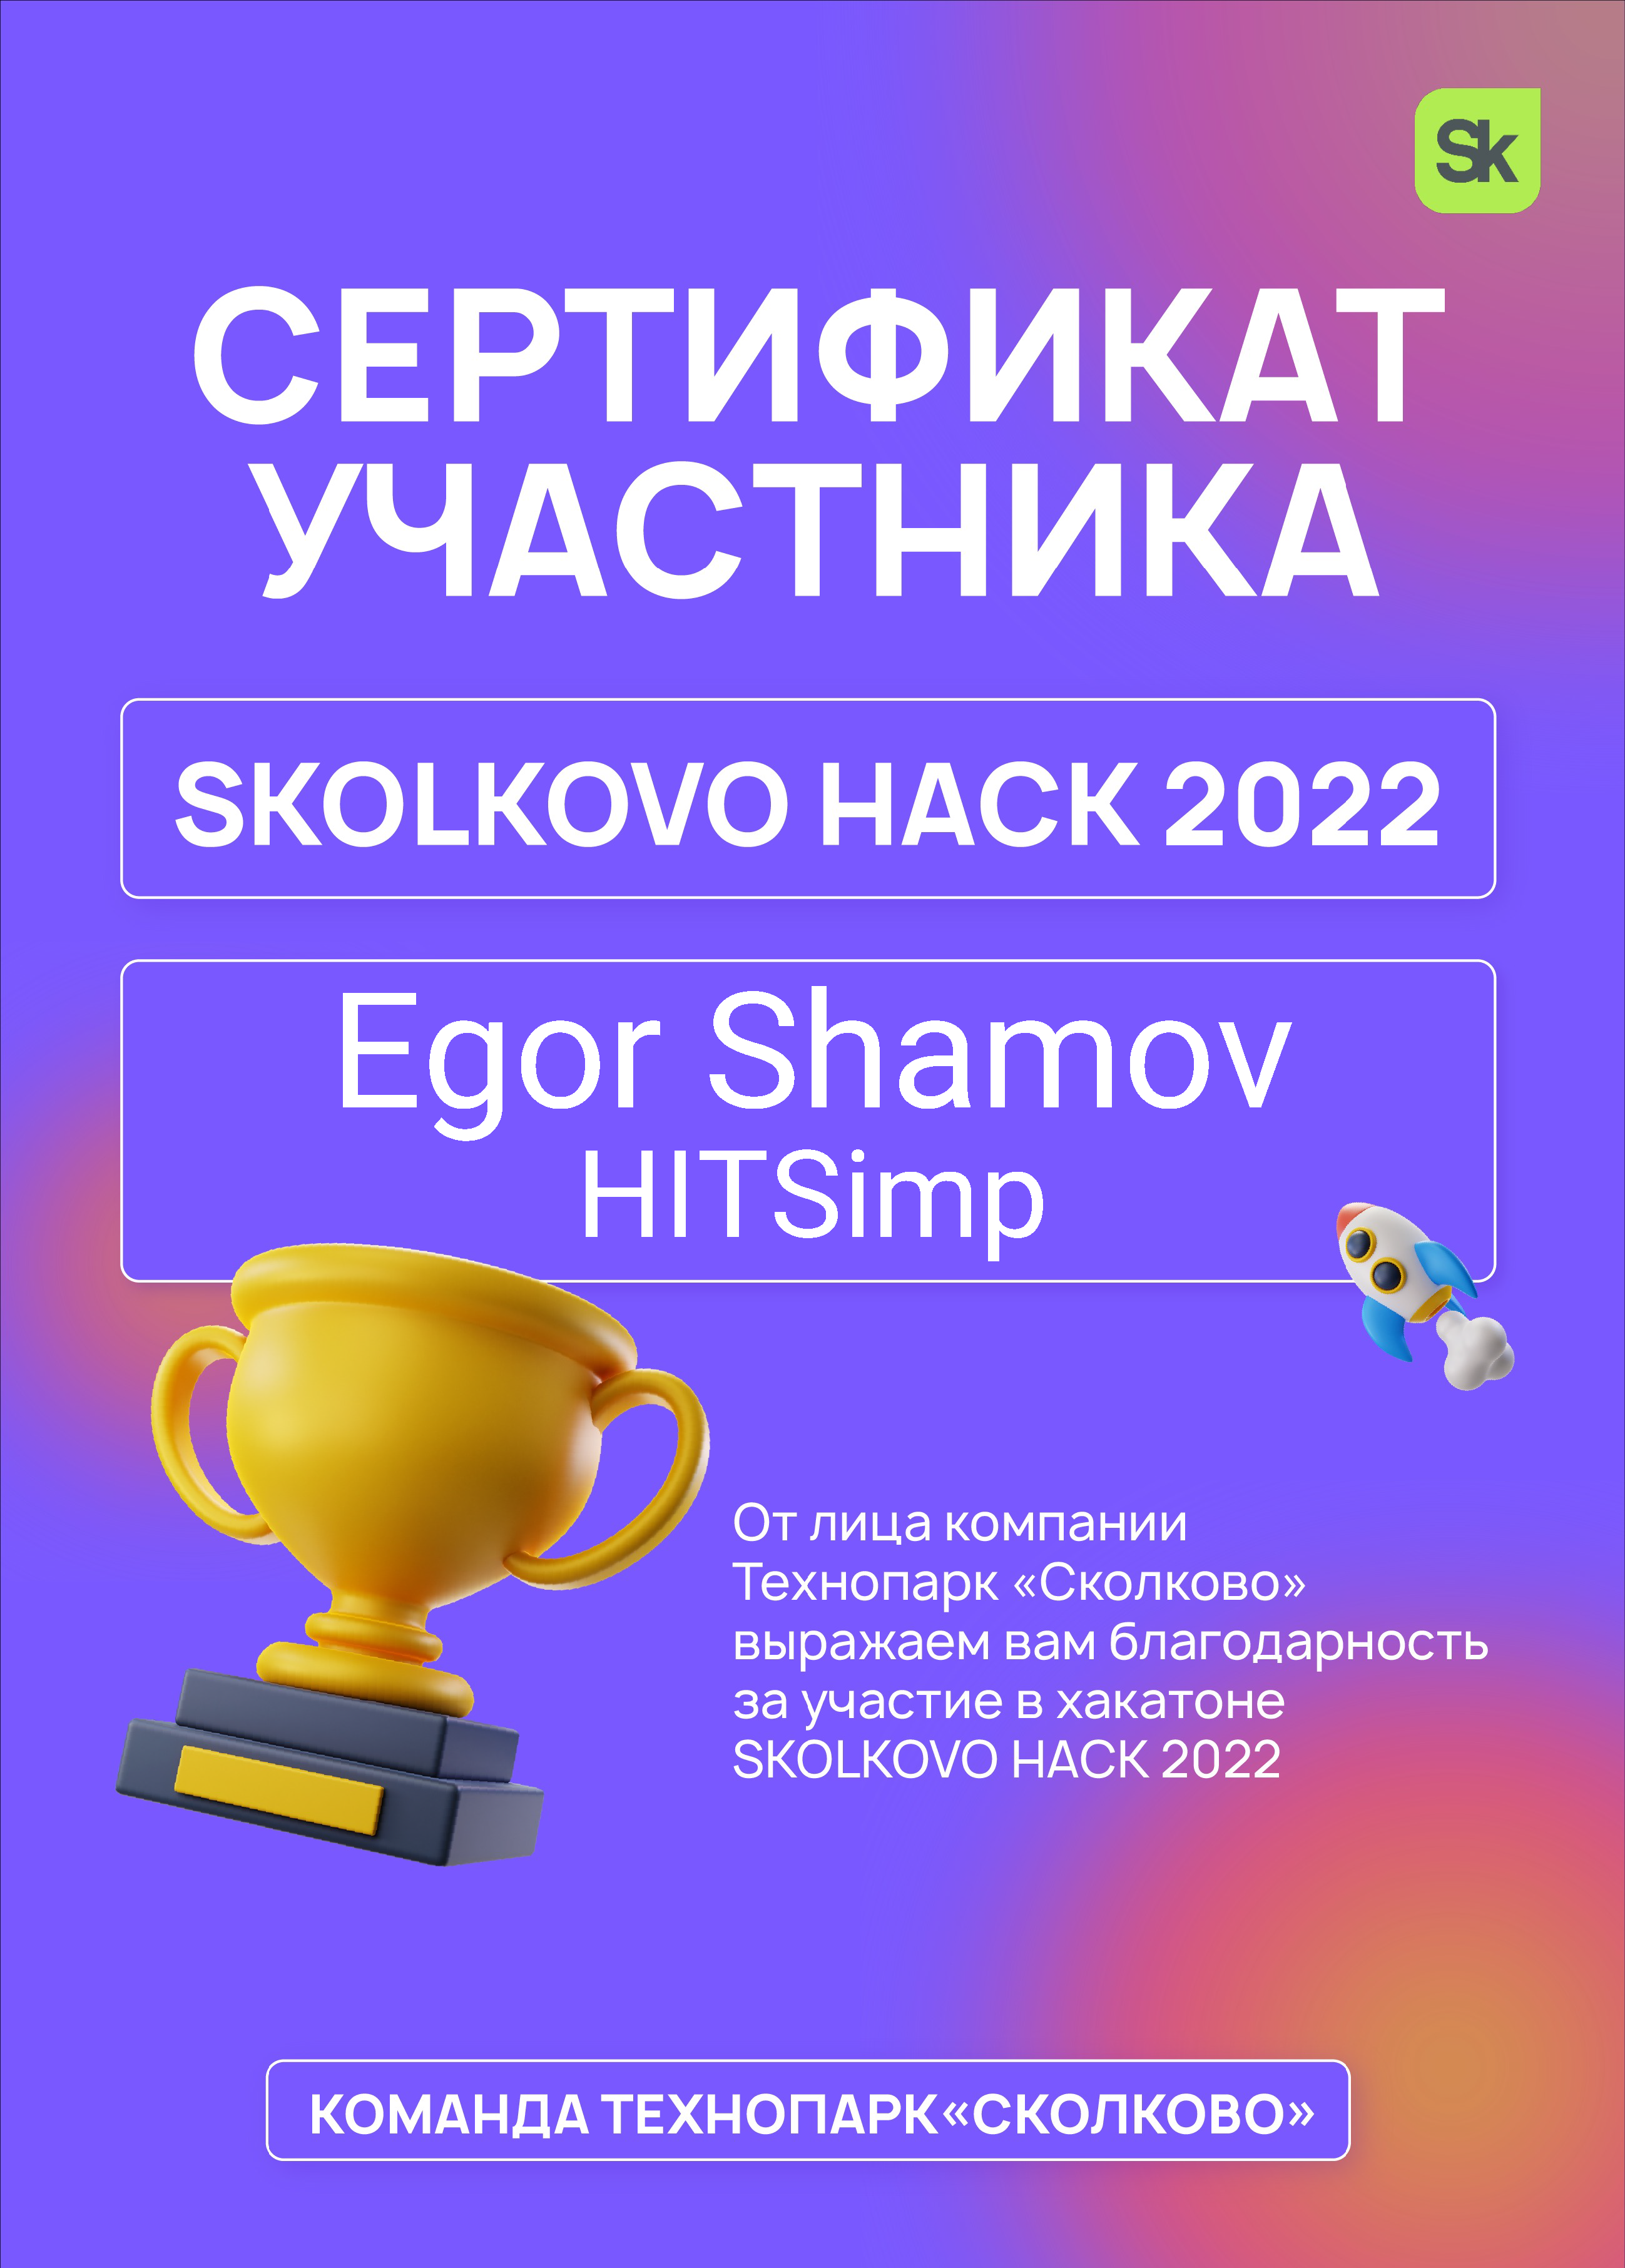 Sk
СЕРТИФИКАТ
УЧАСТНИКА
SKOLKOVO HACK 2022
Egor Shamov
HITSimp
От лица компании
Технопарк «Сколково»
выражаем вам благодарность
за участие в хакатоне
SKOLKOVO HACK 2022
КОМАНДА ТЕХНОПАРК«СКОЛКОВО»